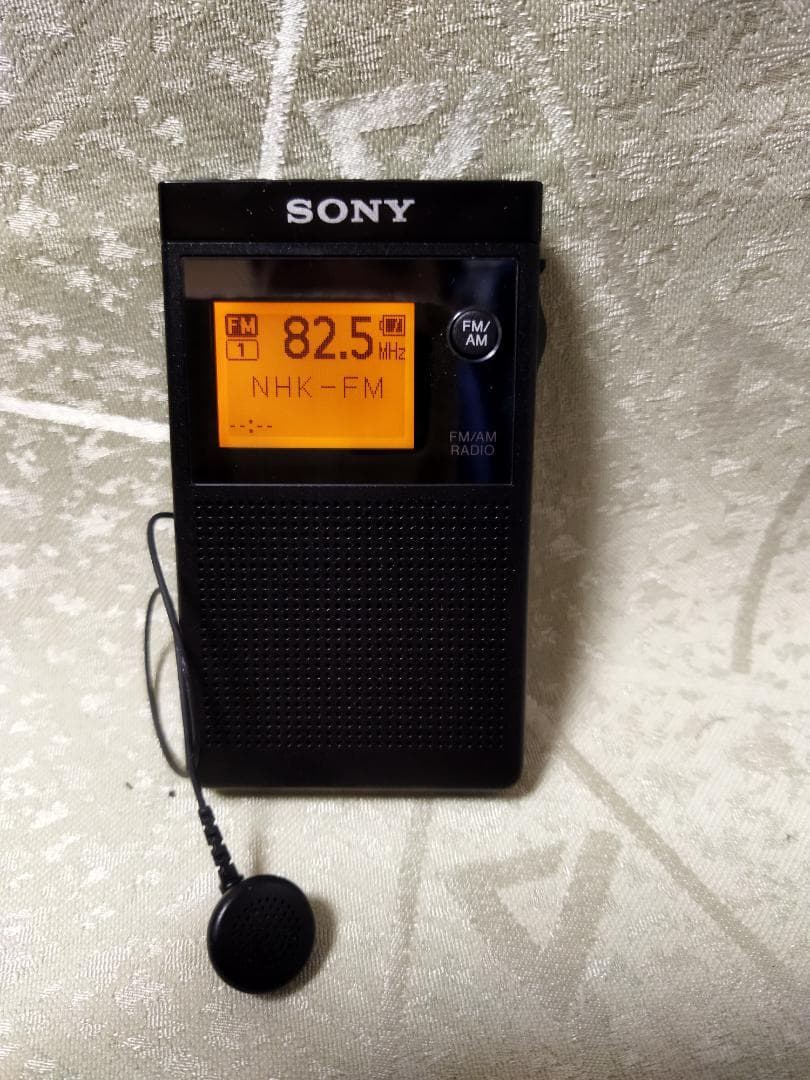 SONY
FM 82.5 MHz
1
NHK-FM
--:--
FM/
AM
FM/AM
RADIO